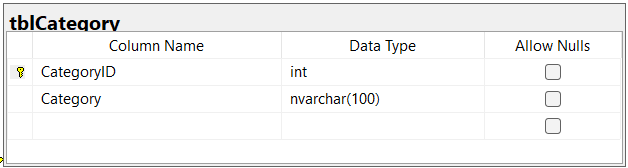 tblCategory
Column Name Data Type Allow Nulls
CategoryID int
Category nvarchar(100)